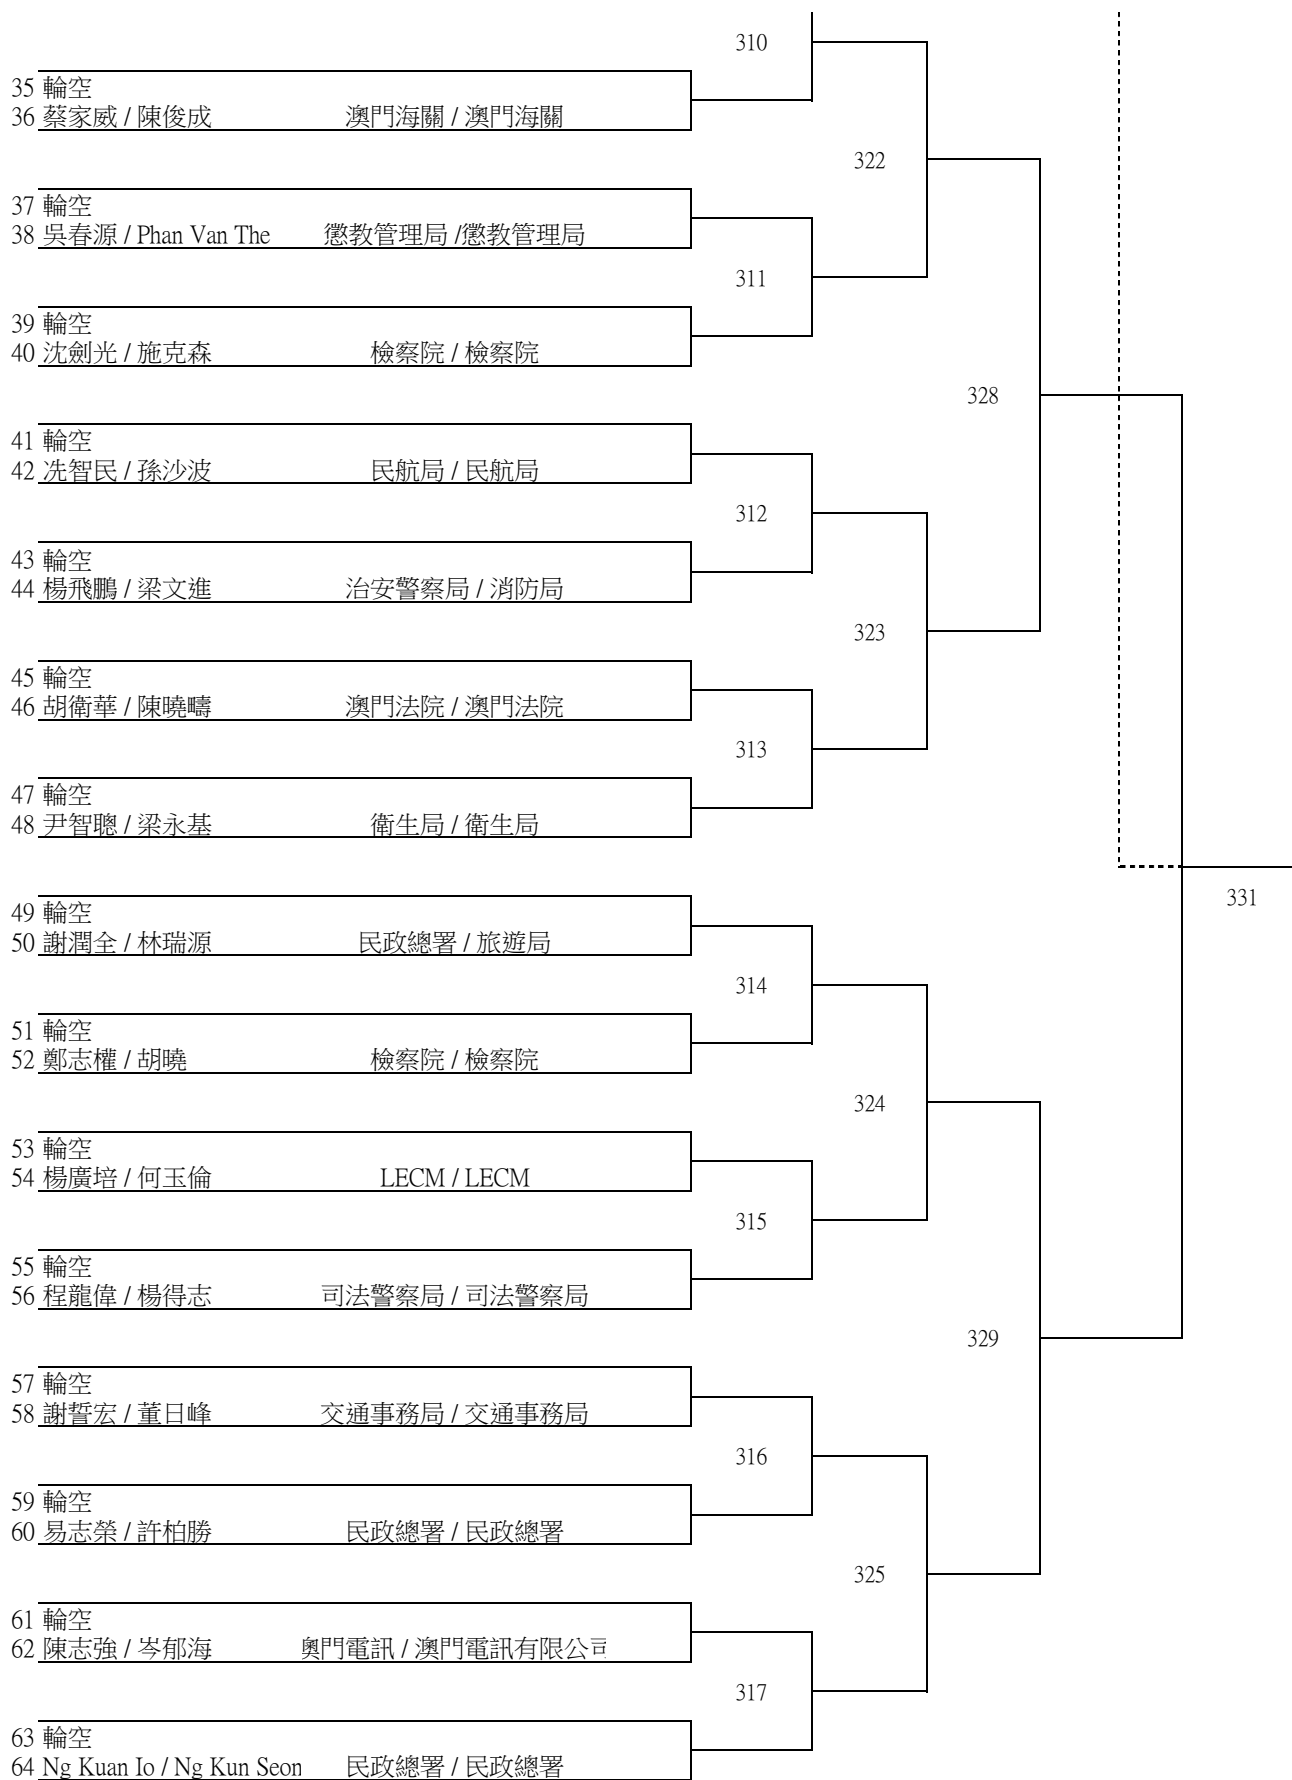 310
35 輪空
36 蔡家威 / 陳俊成 澳門海關 / 澳門海關
322
37 輪空
38 吳春源 / Phan Van The 懲教管理局 /懲教管理局
311
39 輪空
40 沈劍光 / 施克森 檢察院 / 檢察院
328
41 輪空
42 冼智民 / 孫沙波 民航局 / 民航局
312
43 輪空
44 楊飛鵬 / 梁文進 治安警察局 / 消防局
323
45 輪空
46 胡衛華 / 陳曉疇 澳門法院 / 澳門法院
313
47 輪空
48 尹智聰 / 梁永基 衛生局 / 衛生局
331
49 輪空
50 謝潤全 / 林瑞源 民政總署 / 旅遊局
314
51 輪空
52 鄭志權 / 胡曉 檢察院 / 檢察院
324
53 輪空
54 楊廣培 / 何玉倫 LECM / LECM
315
55 輪空
56 程龍偉 / 楊得志 司法警察局 / 司法警察局
329
57 輪空
58 謝誓宏 / 董日峰 交通事務局 / 交通事務局
316
59 輪空
60 易志榮 / 許柏勝 民政總署 / 民政總署
325
61 輪空
62 陳志強 / 岑郁海 澳門電訊 / 澳門電訊有限公司
317
63 輪空
64 Ng Kuan Io / Ng Kun Seon 民政總署 / 民政總署